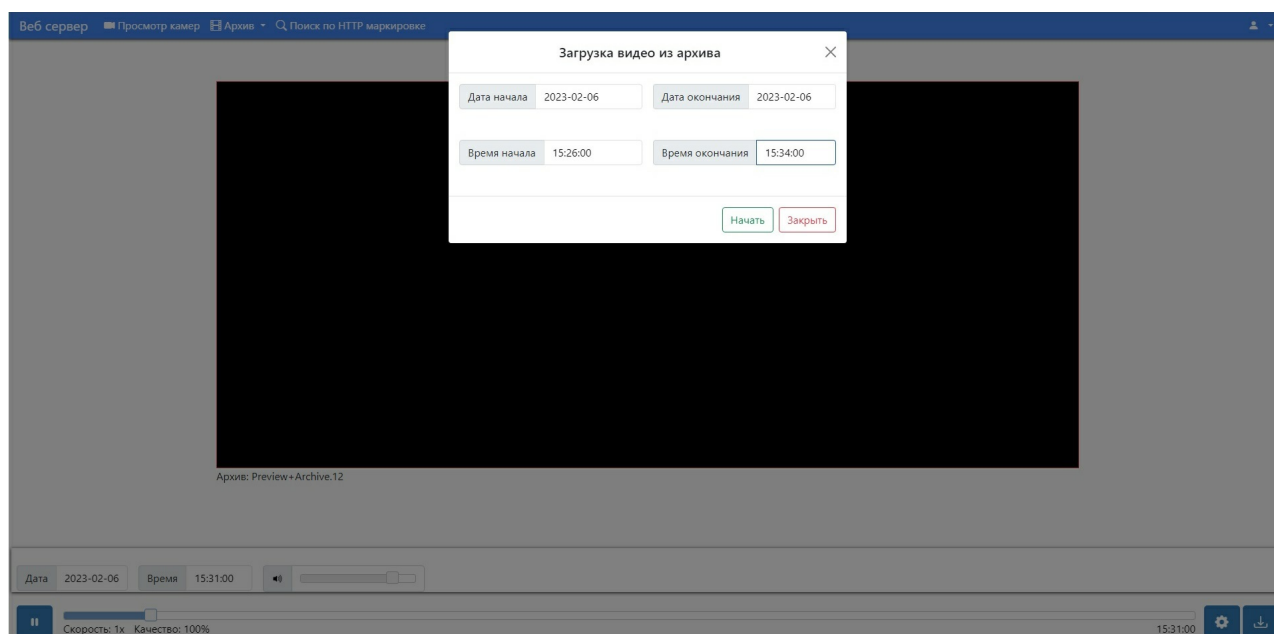 Веб сервер Просмотр камер Архив Поиск по HTTP маркировке
Загрузка видео из архива
Дата начала 2023-02-06 Дата окончания 2023-02-06
Время начала 15:26:00 Время окончания 15:34:00
Начать Закрыть
Архив: Preview+Archive.12
Дата 2023-02-06 Время 15:31:00
Скорость: 1x Качество: 100% 15:31:00